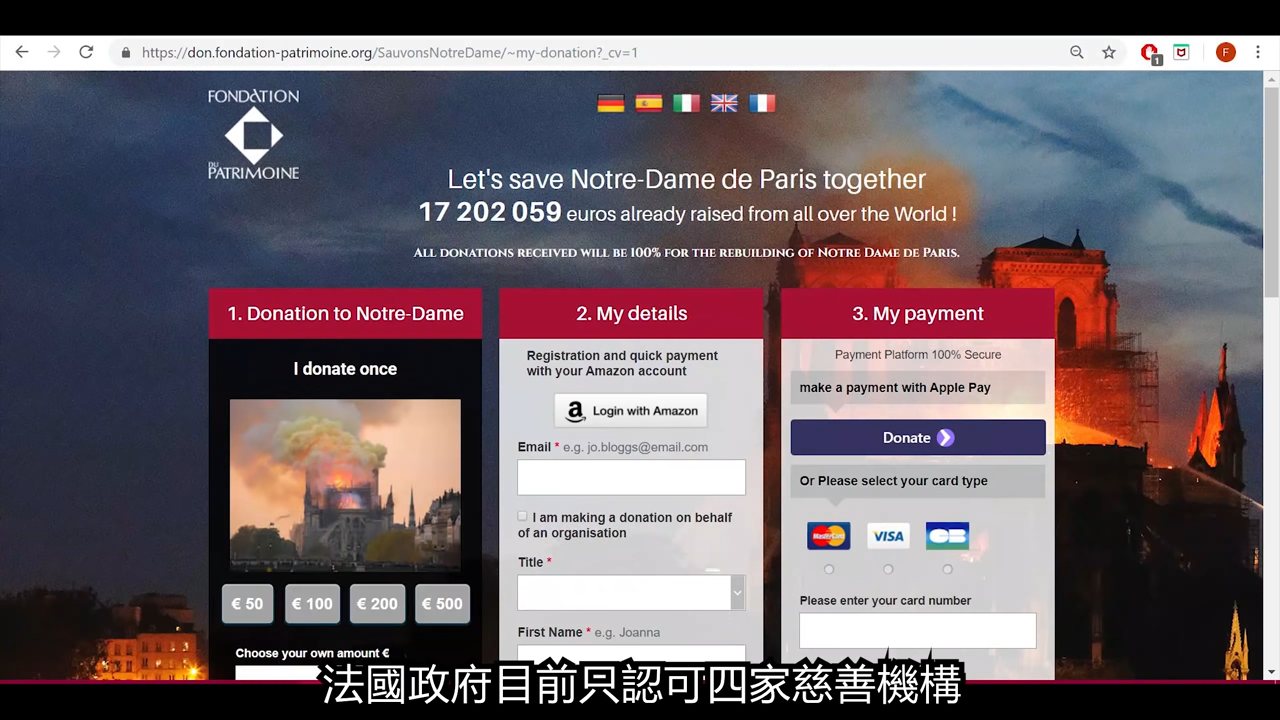 https://don.fondation-patrimoine.org/SauvonsNotreDame/~my-donation?_cv=1
1
F
FONDATION
DU
PATRIMOINE
Let's save Notre-Dame de Paris together
17 202 059 euros already raised from all over the World !
ALL DONATIONS RECEIVED WILL BE 100% FOR THE REBUILDING OF NOTRE DAME DE PARIS.
1. Donation to Notre-Dame
I donate once
€ 50 € 100 € 200 € 500
Choose your own amount €
2. My details
Registration and quick payment
with your Amazon account
a Login with Amazon
Email * e.g. jo.bloggs@email.com
I am making a donation on behalf
of an organisation
Title *
First Name * e.g. Joanna
3. My payment
Payment Platform 100% Secure
make a payment with Apple Pay
Donate
Or Please select your card type
MasterCard VISA CB
Please enter your card number
法國政府目前只認可四家慈善機構